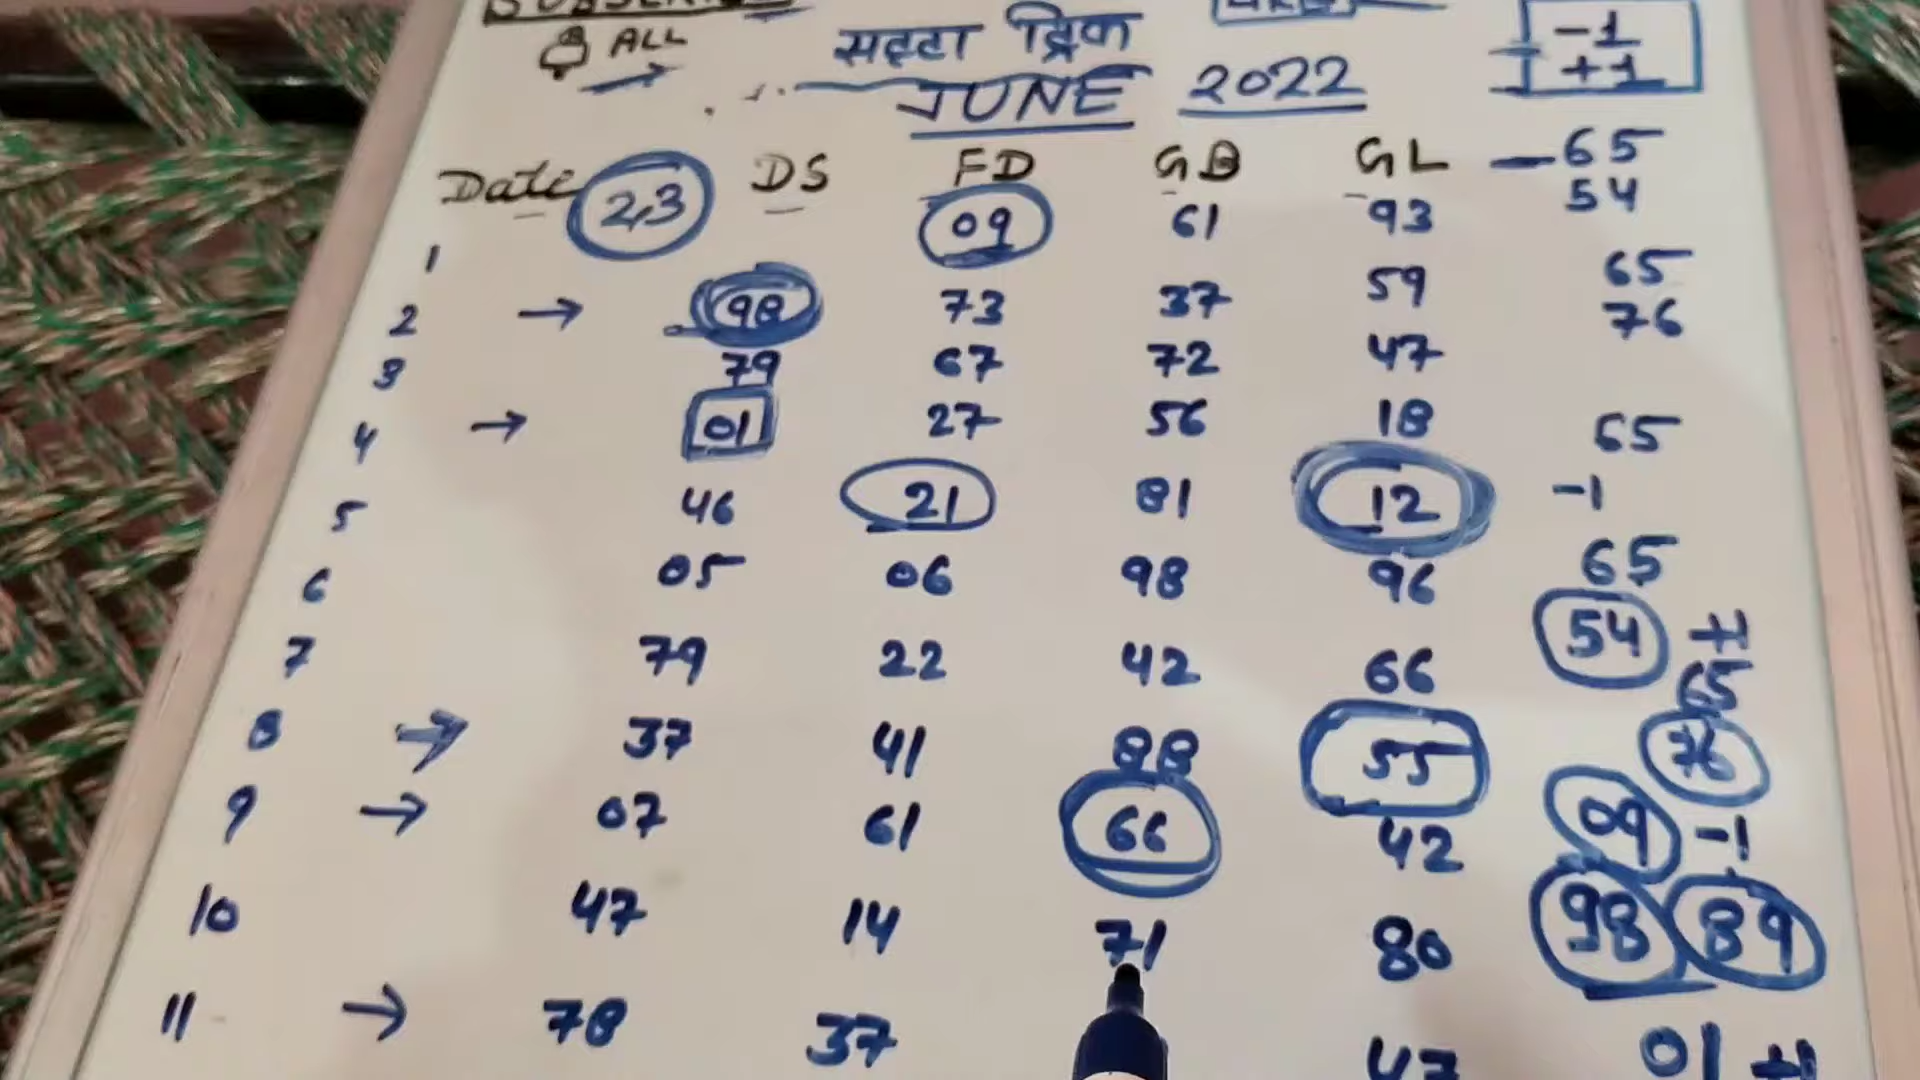 ALL
सट्टा ट्रिक
-1
+1
JUNE 2022
Date 2,3 DS FD GB GL -65
54
1 09 61 93
2 → 98 73 37 59 65
76
3 79 67 72 47
4 → 01 27 56 18 65
5 46 21 81 12 -1
6 05 06 98 96 65
7 79 22 42 66 54 +1
65
8 → 37 41 88 55 76
9 → 07 61 66 42 09 -1
10 47 14 71 80 98 89
11 → 78 37 47 01 +1